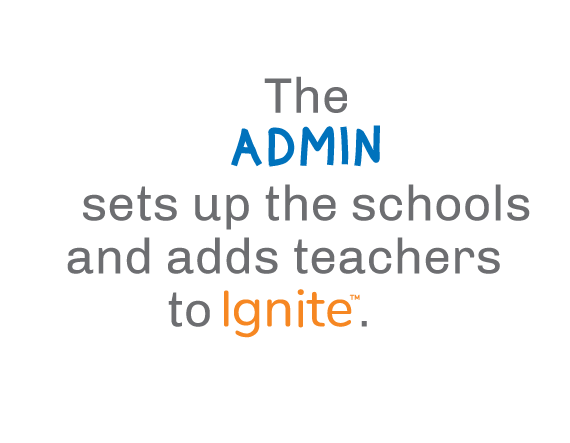 The
ADMIN
sets up the schools
and adds teachers
to Ignite™.